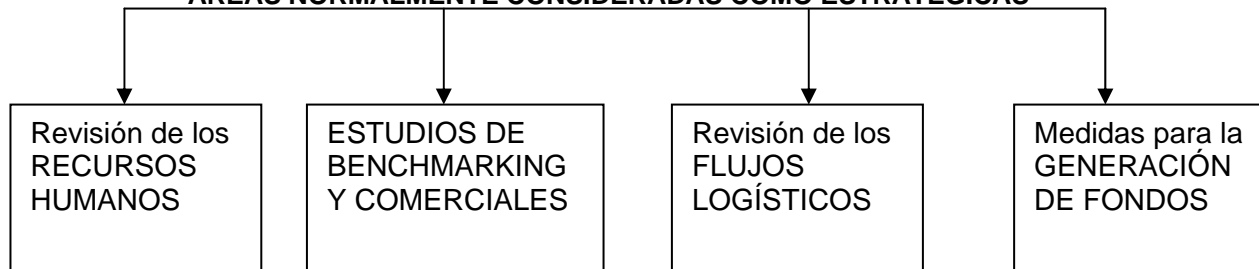 ÁREAS NORMALMENTE CONSIDERADAS COMO ESTRATÉGICAS
Revisión de los
RECURSOS
HUMANOS
ESTUDIOS DE
BENCHMARKING
Y COMERCIALES
Revisión de los
FLUJOS
LOGÍSTICOS
Medidas para la
GENERACIÓN
DE FONDOS